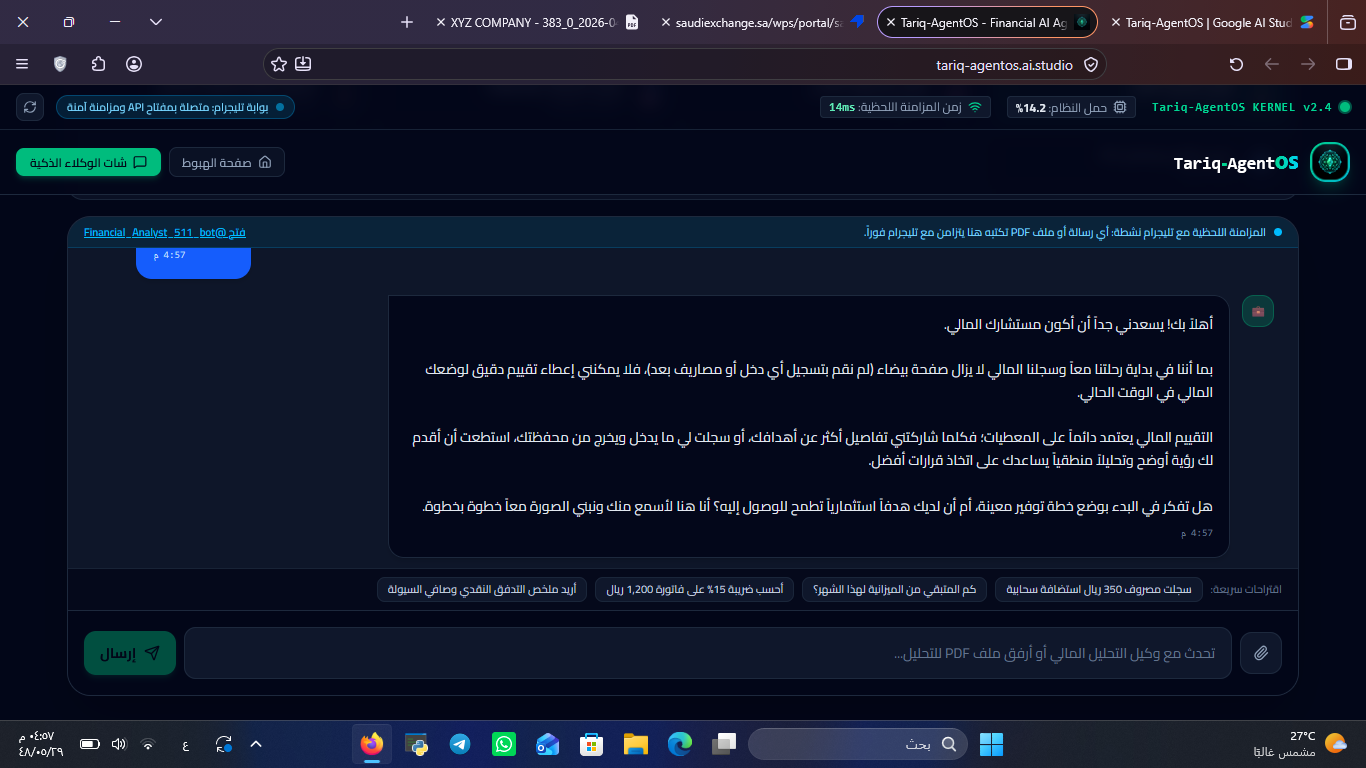 XYZ COMPANY - 383_0_2026-0
saudiexchange.sa/wps/portal/sa
Tariq-AgentOS - Financial AI Ag
Tariq-AgentOS | Google AI Stud
tariq-agentos.ai.studio
Tariq-AgentOS KERNEL v2.4
حمل النظام: 14.2%
زمن المزامنة اللحظية: 14ms
بوابة تليجرام: متصلة بمفتاح API ومزامنة آمنة
Tariq-AgentOS
صفحة الهبوط
شات الوكلاء الذكية
المزامنة اللحظية مع تليجرام نشطة: أي رسالة أو ملف PDF تكتبه هنا يتزامن مع تليجرام فوراً.
فتح @Financial_Analyst_511_bot
4:57 م
أهلاً بك! يسعدني جداً أن أكون مستشارك المالي.
بما أننا في بداية رحلتنا معاً وسجلنا المالي لا يزال صفحة بيضاء (لم نقم بتسجيل أي دخل أو مصاريف بعد)، فلا يمكنني إعطاء تقييم دقيق لوضعك
المالي في الوقت الحالي.
التقييم المالي يعتمد دائماً على المعطيات؛ فكلما شاركتني تفاصيل أكثر عن أهدافك، أو سجلت لي ما يدخل ويخرج من محفظتك، استطعت أن أقدم
لك رؤية أوضح وتحليلاً منطقياً يساعدك على اتخاذ قرارات أفضل.
هل تفكر في البدء بوضع خطة توفير معينة، أم أن لديك هدفاً استثمارياً تطمح للوصول إليه؟ أنا هنا لأسمع منك ونبني الصورة معاً خطوة بخطوة.
4:57 م
اقتراحات سريعة:
سجلت مصروف 350 ريال استضافة سحابية
كم المتبقي من الميزانية لهذا الشهر؟
أحسب ضريبة 15% على فاتورة 1,200 ريال
أريد ملخص التدفق النقدي وصافي السيولة
تحدث مع وكيل التحليل المالي أو أرفق ملف PDF للتحليل...
إرسال
27°C
مشمس غالبًا
بحث
ع
٠٤:٥٧ م
٤٨/٠٥/٢٩